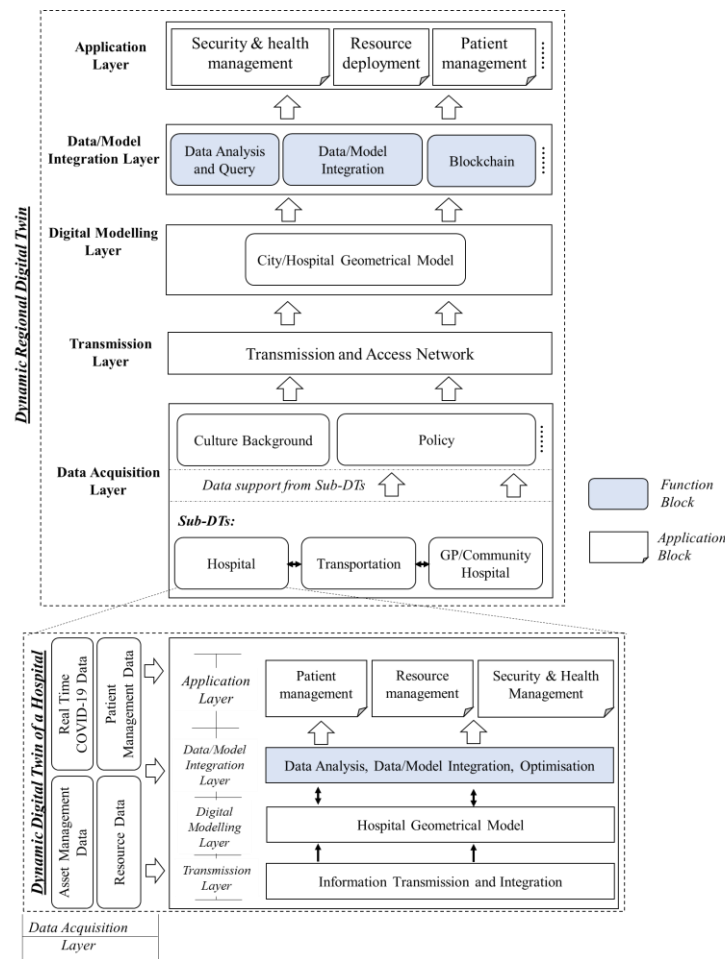 Dynamic Regional Digital Twin
Application
Layer
Security & health
management
Resource
deployment
Patient
management
Data/Model
Integration Layer
Data Analysis
and Query
Data/Model
Integration
Blockchain
Digital Modelling
Layer
City/Hospital Geometrical Model
Transmission
Layer
Transmission and Access Network
Data Acquisition
Layer
Culture Background
Policy
Data support from Sub-DTs
Sub-DTs:
Hospital
Transportation
GP/Community
Hospital
Function
Block
Application
Block
Dynamic Digital Twin of a Hospital
Real Time
COVID-19 Data
Patient
Management Data
Asset Management
Data
Resource Data
Data Acquisition
Layer
Application
Layer
Patient
management
Resource
management
Security & Health
Management
Data/Model
Integration
Layer
Data Analysis, Data/Model Integration, Optimisation
Digital
Modelling
Layer
Hospital Geometrical Model
Transmission
Layer
Information Transmission and Integration